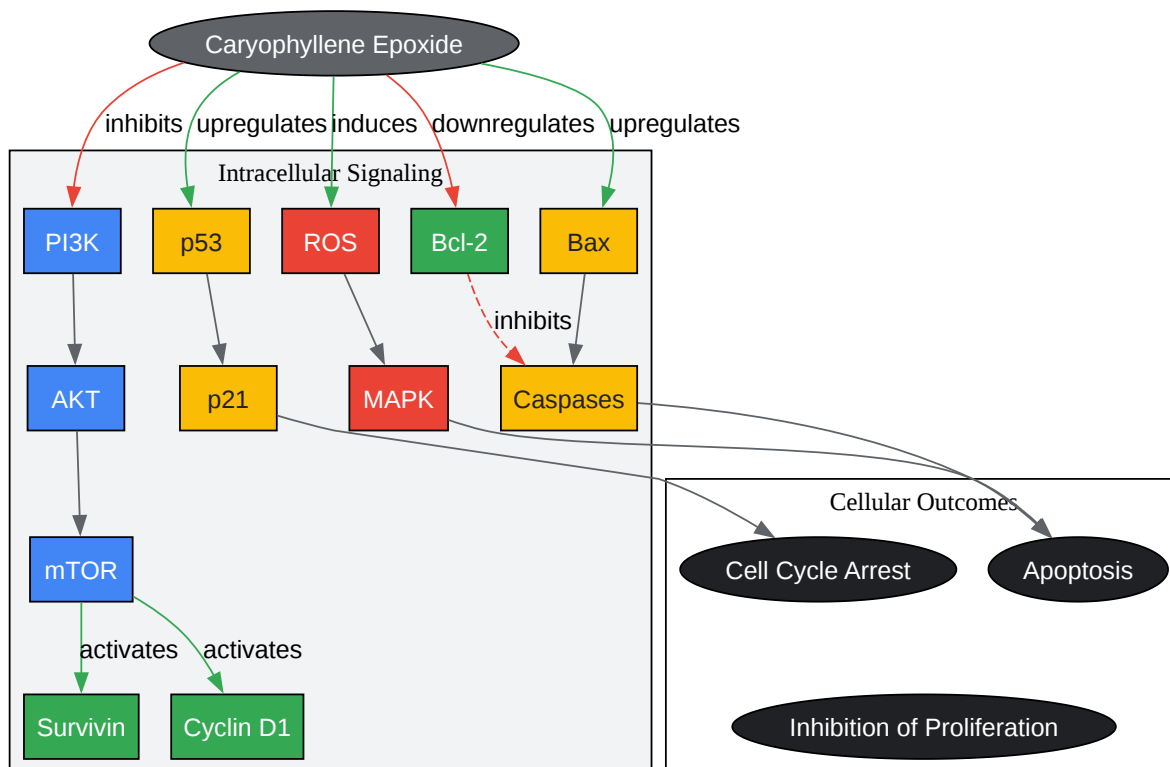 Caryophyllene Epoxide
inhibits upregulates induces downregulates upregulates
Intracellular Signaling
PI3K p53 ROS Bcl-2 Bax
inhibits
AKT p21 MAPK Caspases
Cellular Outcomes
mTOR Cell Cycle Arrest Apoptosis
activates activates
Survivin Cyclin D1 Inhibition of Proliferation